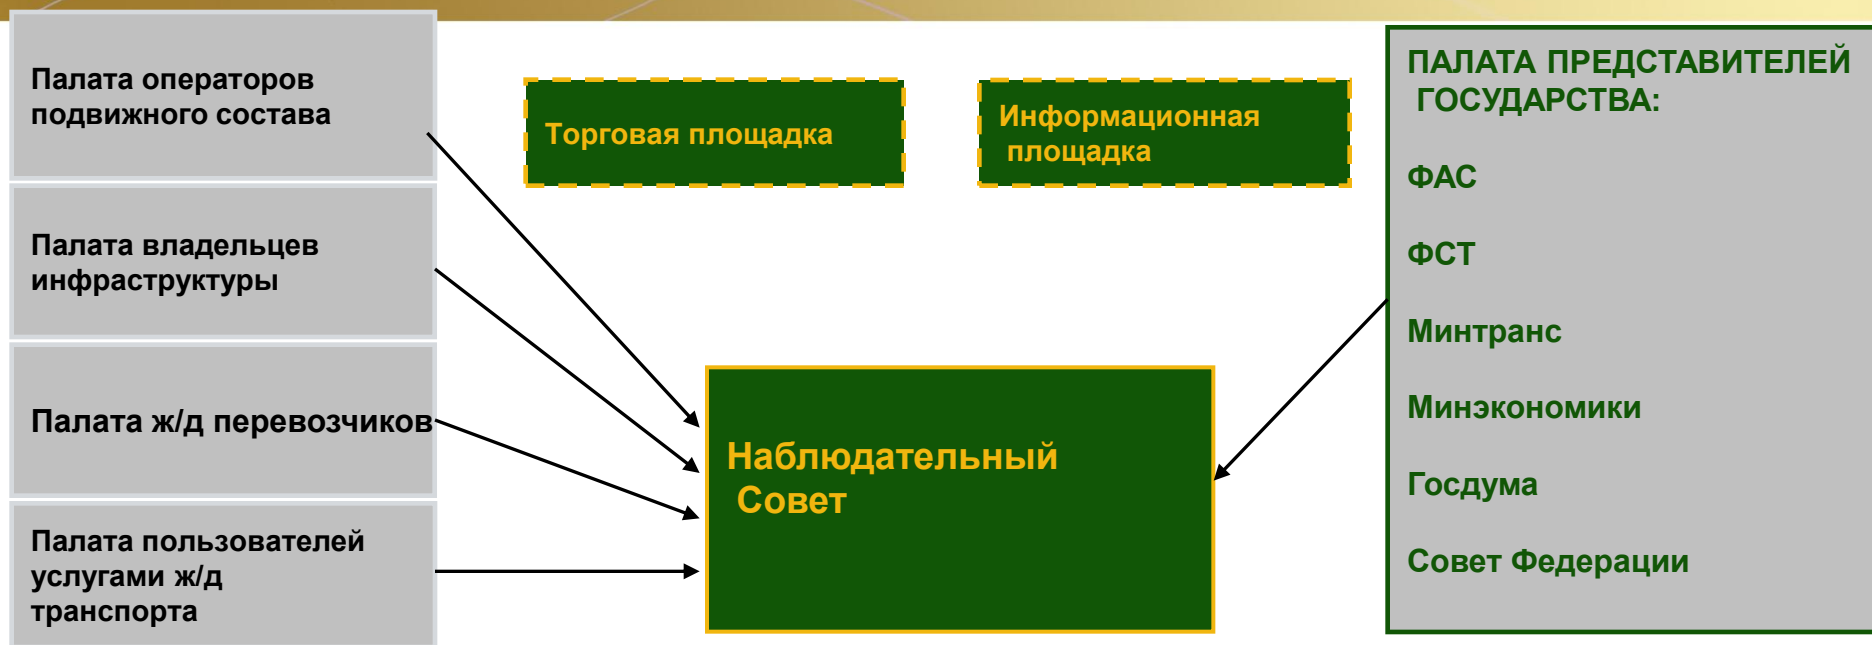 Палата операторов
подвижного состава
Палата владельцев
инфраструктуры
Палата ж/д перевозчиков
Палата пользователей
услугами ж/д
транспорта
Торговая площадка
Информационная
площадка
Наблюдательный
Совет
ПАЛАТА ПРЕДСТАВИТЕЛЕЙ
ГОСУДАРСТВА:
ФАС
ФСТ
Минтранс
Минэкономики
Госдума
Совет Федерации